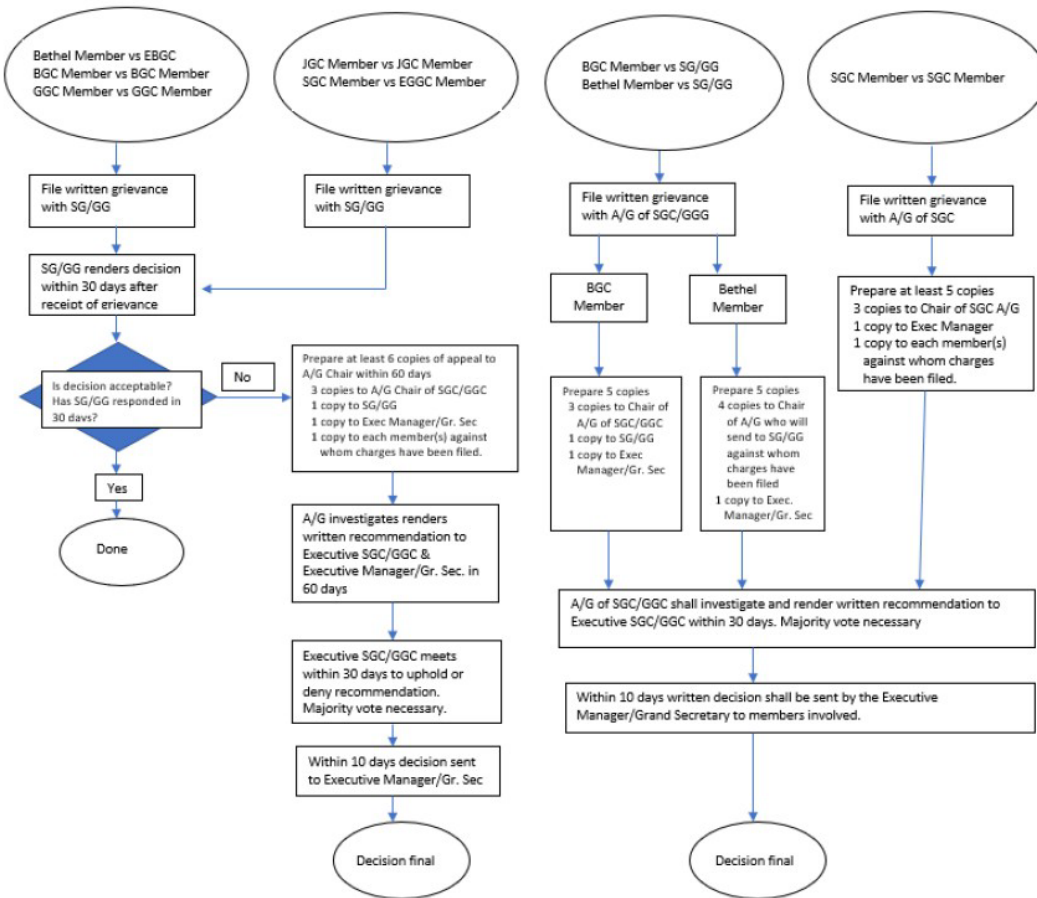 Bethel Member vs EBGC
BGC Member vs BGC Member
GGC Member vs GGC Member
JGC Member vs JGC Member
SGC Member vs EGGC Member
BGC Member vs SG/GG
Bethel Member vs SG/GG
SGC Member vs SGC Member
File written grievance
with SG/GG
File written grievance
with SG/GG
File written grievance
with A/G of SGC/GGG
File written grievance
with A/G of SGC
SG/GG renders decision
within 30 days after
receipt of grievance
BGC
Member
Bethel
Member
Prepare at least 5 copies
3 copies to Chair of SGC A/G
1 copy to Exec Manager
1 copy to each member(s)
against whom charges
have been filed.
Is decision acceptable?
Has SG/GG responded in
30 days?
No
Prepare at least 6 copies of appeal to
A/G Chair within 60 days
3 copies to A/G Chair of SGC/GGC
1 copy to SG/GG
1 copy to Exec Manager/Gr. Sec
1 copy to each member(s) against
whom charges have been filed.
Prepare 5 copies
3 copies to Chair of
A/G of SGC/GGC
1 copy to SG/GG
1 copy to Exec
Manager/Gr. Sec
Prepare 5 copies
4 copies to Chair
of A/G who will
send to SG/GG
against whom
charges have
been filed
1 copy to Exec.
Manager/Gr. Sec
Yes
Done
A/G investigates renders
written recommendation to
Executive SGC/GGC &
Executive Manager/Gr. Sec. in
60 days
A/G of SGC/GGC shall investigate and render written recommendation to
Executive SGC/GGC within 30 days. Majority vote necessary
Executive SGC/GGC meets
within 30 days to uphold or
deny recommendation.
Majority vote necessary.
Within 10 days written decision shall be sent by the Executive
Manager/Grand Secretary to members involved.
Within 10 days decision sent
to Executive Manager/Gr. Sec
Decision final
Decision final